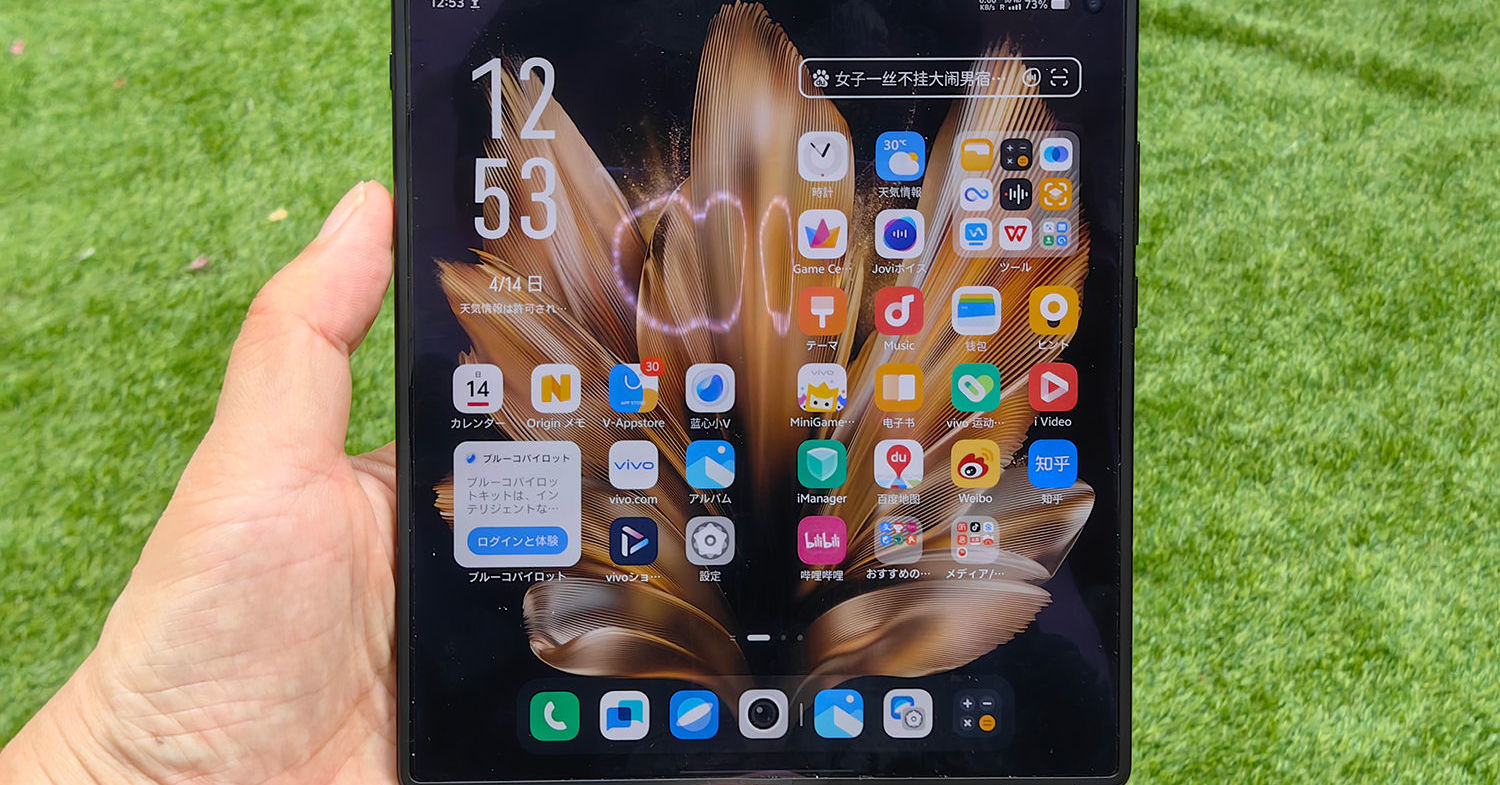 12:53
KB/s R 73%
12
53
4/14 日
天気情報は許可され…
女子一丝不挂大闹男宿…
30℃
時計
天気情報
Game Ce…
Joviボイス
ツール
テーマ
Music
钱包
ヒント
日
14
30
APP STORE
カレンダー
Origin メモ
V-Appstore
蓝心小V
vivo
MiniGame…
电子书
vivo 运动…
i Video
ブルーコパイロット
ブルーコパイロッ
トキットは、イン
テリジェントな…
ログインと体験
ブルーコパイロット
vivo
vivo.com
アルバム
du
知乎
iManager
百度地图
Weibo
知乎
vivoショ…
設定
bilibili
哔哩哔哩
おすすめの…
メディア/…